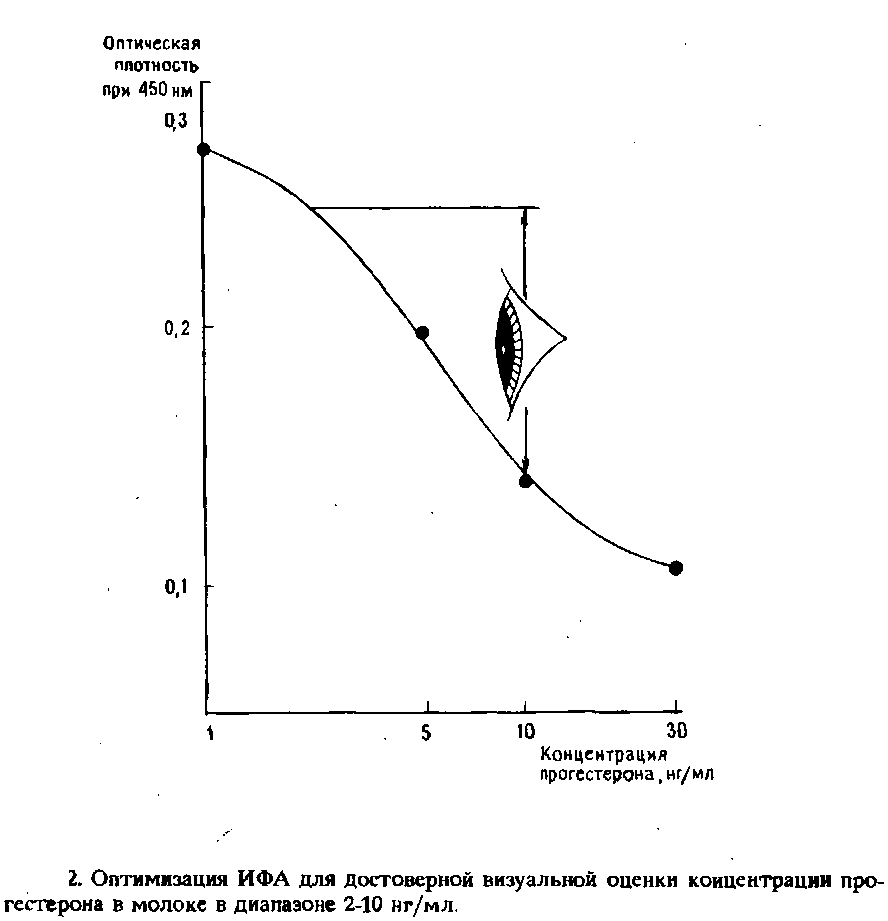 Оптическая
плотность
при 450 нм
0,3
0,2
0,1
1 5 10 30
Концентрация
прогестерона, нг/мл
2. Оптимизация ИФА для достоверной визуальной оценки концентрации про-
гестерона в молоке в диапазоне 2-10 нг/мл.